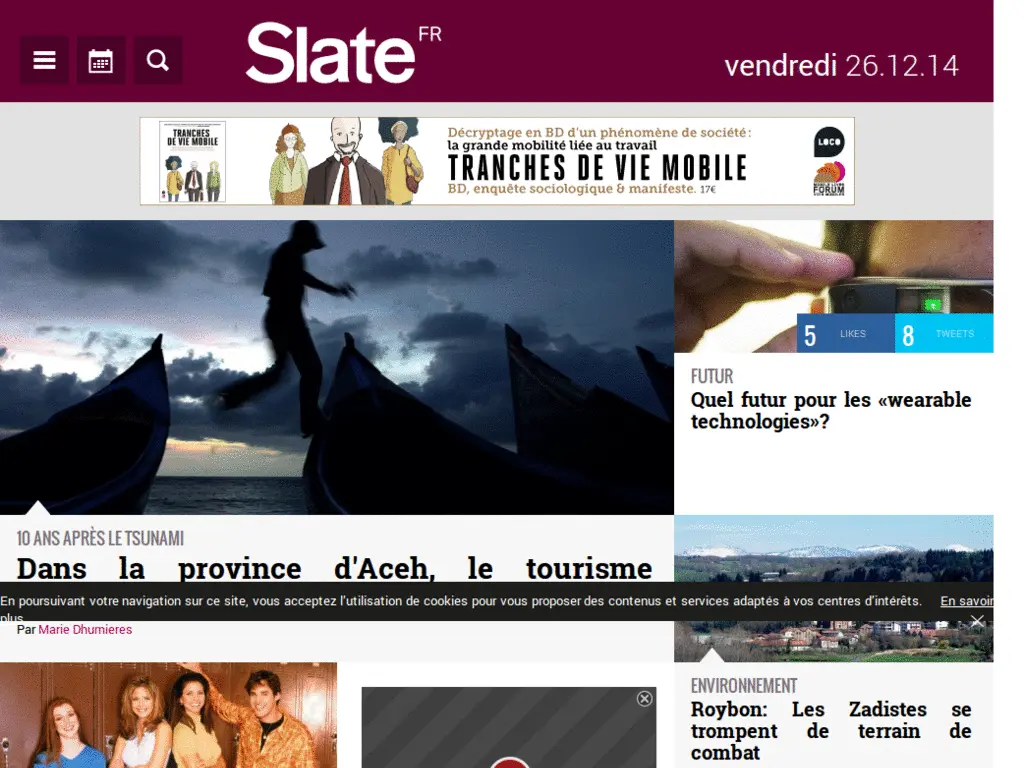 Slate FR
vendredi 26.12.14
TRANCHES
DE VIE MOBILE
Décryptage en BD d'un phénomène de société :
la grande mobilité liée au travail
TRANCHES DE VIE MOBILE
BD, enquête sociologique & manifeste. 17€
LOCO
FORUM
5 LIKES 8 TWEETS
FUTUR
Quel futur pour les «wearable
technologies»?
10 ANS APRÈS LE TSUNAMI
Dans la province d'Aceh, le tourisme
En poursuivant votre navigation sur ce site, vous acceptez l'utilisation de cookies pour vous proposer des contenus et services adaptés à vos centres d'intérêts. En savoir
plus
Par Marie Dhumieres
ENVIRONNEMENT
Roybon: Les Zadistes se
trompent de terrain de
combat